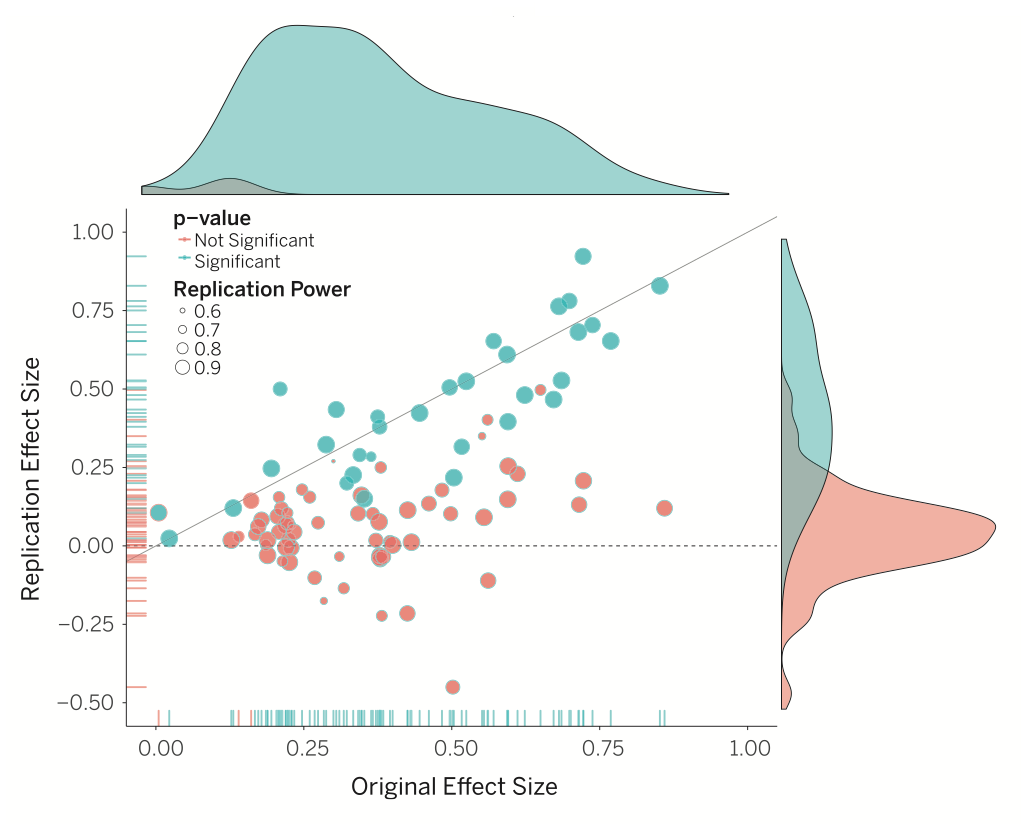 p−value
Not Significant
Significant
Replication Power
0.6
0.7
0.8
0.9
1.00
0.75
0.50
0.25
0.00
−0.25
−0.50
Replication Effect Size
0.00 0.25 0.50 0.75 1.00
Original Effect Size